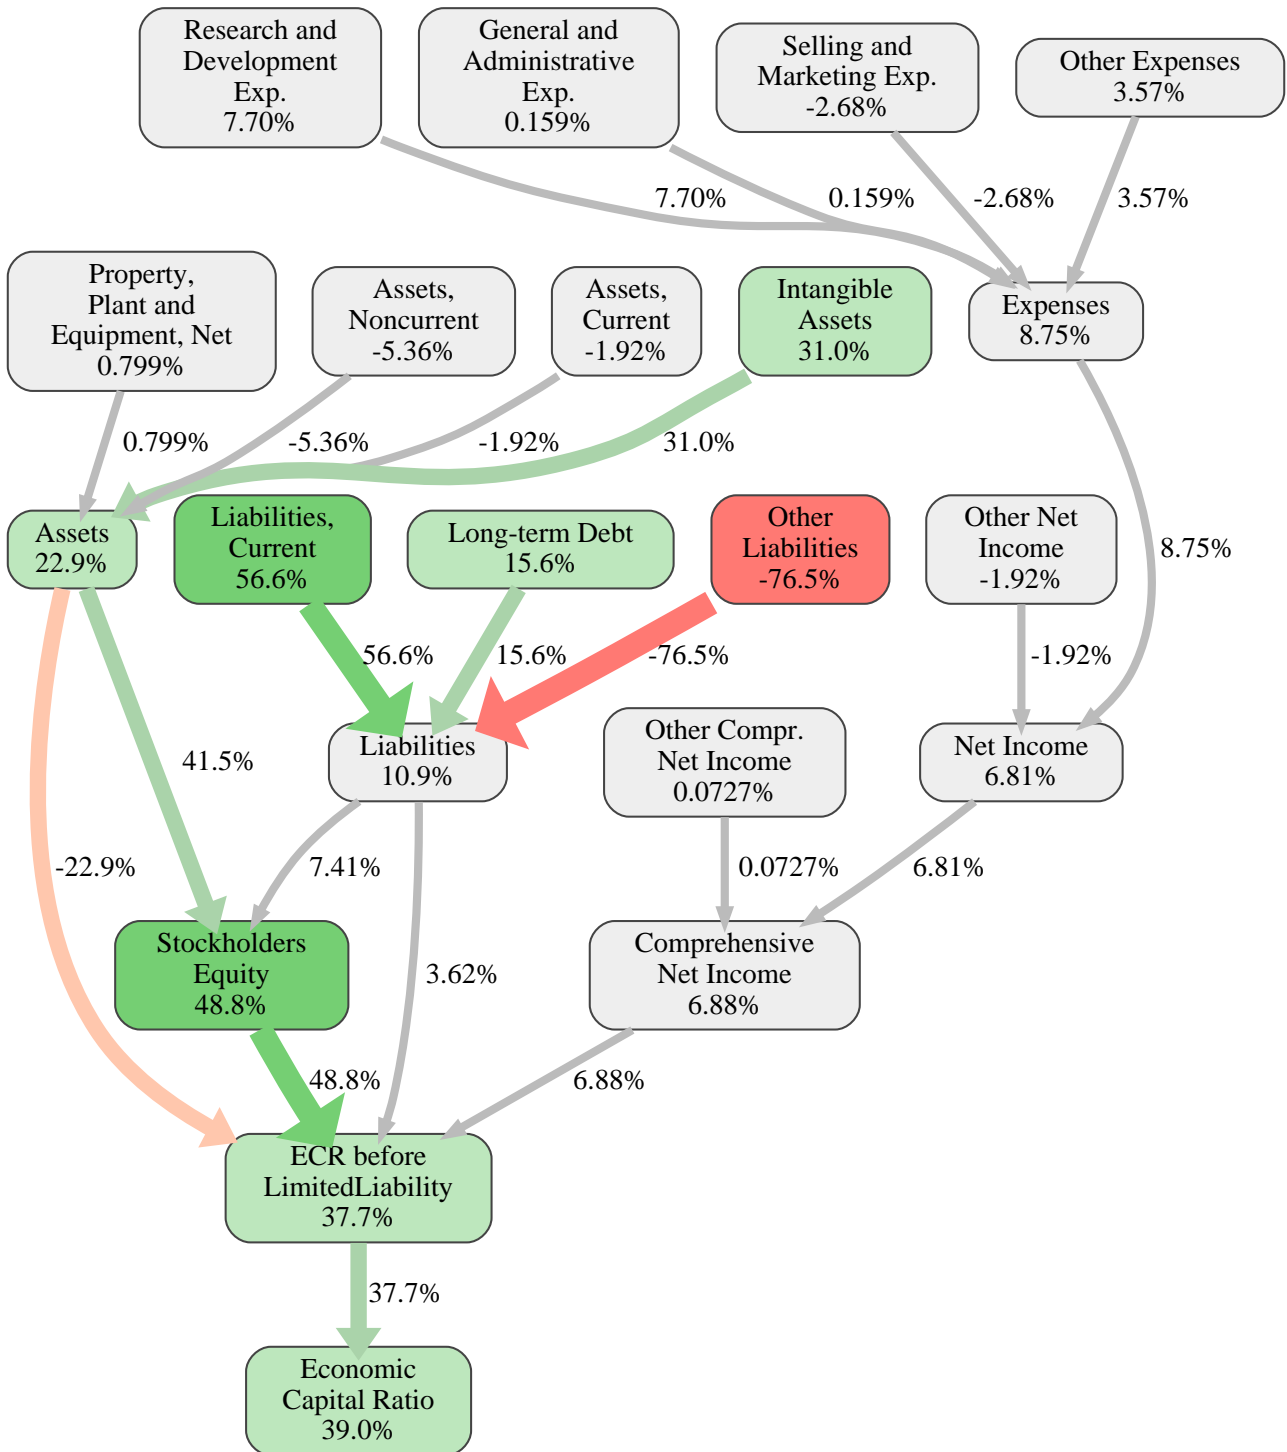 Research and
Development
Exp.
7.70%
General and
Administrative
Exp.
0.159%
Selling and
Marketing Exp.
-2.68%
Other Expenses
3.57%
7.70%
0.159%
-2.68%
3.57%
Property,
Plant and
Equipment, Net
0.799%
Assets,
Noncurrent
-5.36%
Assets,
Current
-1.92%
Intangible
Assets
31.0%
Expenses
8.75%
0.799%
-5.36%
-1.92%
31.0%
Assets
22.9%
Liabilities,
Current
56.6%
Long-term Debt
15.6%
Other
Liabilities
-76.5%
Other Net
Income
-1.92%
8.75%
56.6%
15.6%
-76.5%
-1.92%
41.5%
Liabilities
10.9%
Other Compr.
Net Income
0.0727%
Net Income
6.81%
-22.9%
7.41%
0.0727%
6.81%
Stockholders
Equity
48.8%
3.62%
Comprehensive
Net Income
6.88%
48.8%
6.88%
ECR before
LimitedLiability
37.7%
37.7%
Economic
Capital Ratio
39.0%